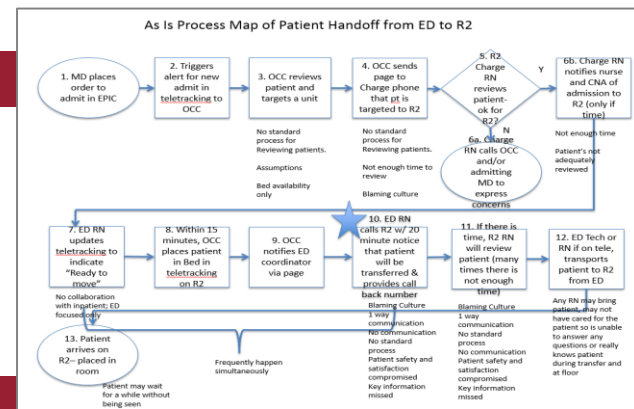 As Is Process Map of Patient Handoff from ED to R2
1. MD places
order to
admit in EPIC
2. Triggers
alert for new
admit in
teletracking to
OCC
3. OCC reviews
patient and
targets a unit
4. OCC sends
page to
Charge phone
that pt is
targeted to R2
5. R2
Charge
RN
reviews
patient-
ok for
R2?
Y
N
6b. Charge RN
notifies nurse
and CNA of
admission to
R2 (only if
time)
No standard
process for
Reviewing patients.
Assumptions
Bed availability
only
No standard
process for
Reviewing patients.
Not enough time to
review
Blaming culture
6a. Charge
RN calls OCC
and/or
admitting
MD to
express
concerns
Not enough time
Patient's not
adequately
reviewed
7. ED RN
updates
teletracking to
indicate
"Ready to
move"
8. Within 15
minutes, OCC
places patient
in Bed in
teletracking
on R2
9. OCC
notifies ED
coordinator
via page
10. ED RN
calls R2 w/ 20
minute notice
that patient
will be
transferred &
provides call
back number
11. If there is
time, R2 RN
will review
patient (many
times there is
not enough
time)
12. ED Tech or
RN if on tele,
transports
patient to R2
from ED
No collaboration
with inpatient; ED
focused only
Blaming Culture
1 way
communication
No communication
No standard
process
Patient safety and
satisfaction
compromised
Key information
missed
Blaming Culture
1 way
communication
No standard
process
No communication
Patient safety and
satisfaction
compromised
Key information
missed
Any RN may bring
patient, may not
have cared for the
patient so is unable
to answer any
questions or really
knows patient
during transfer and
at floor
13. Patient
arrives on
R2– placed in
room
Frequently happen
simultaneously
Patient may wait
for a while without
being seen